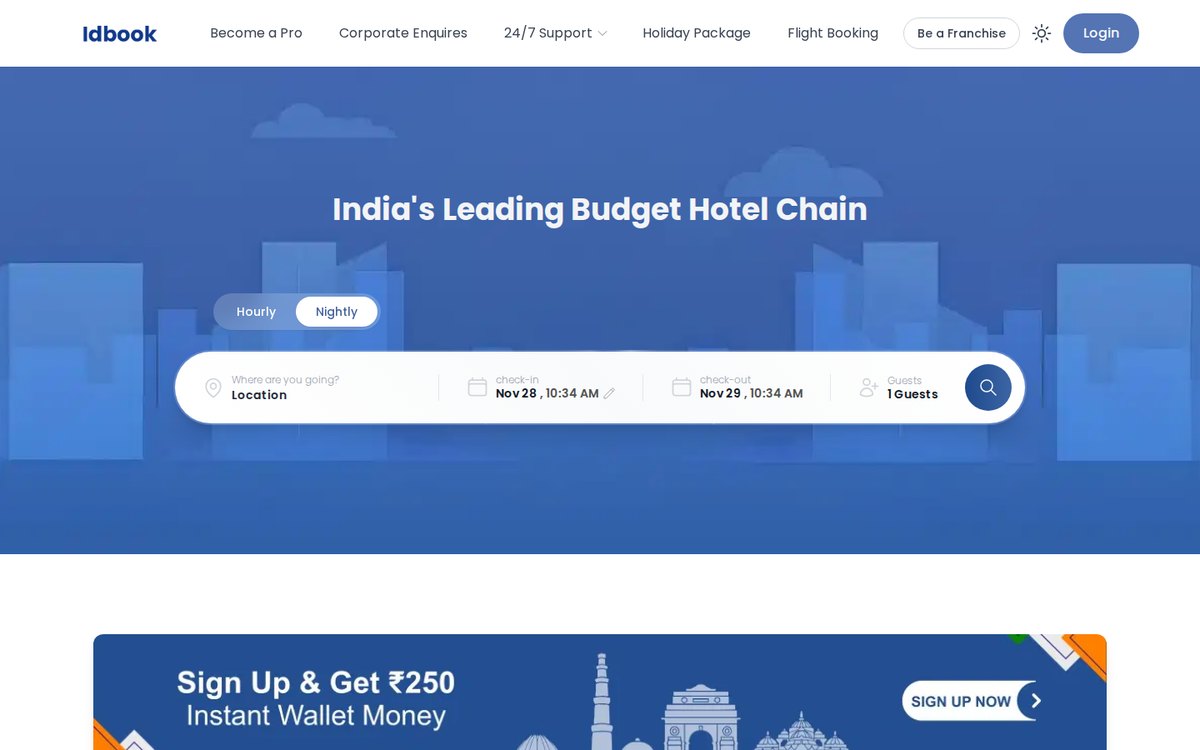 Idbook
Become a Pro
Corporate Enquires
24/7 Support
Holiday Package
Flight Booking
Be a Franchise
Login
India's Leading Budget Hotel Chain
Hourly
Nightly
Where are you going?
Location
check-in
Nov 28 , 10:34 AM
check-out
Nov 29 , 10:34 AM
Guests
1 Guests
Sign Up & Get ₹250
Instant Wallet Money
SIGN UP NOW